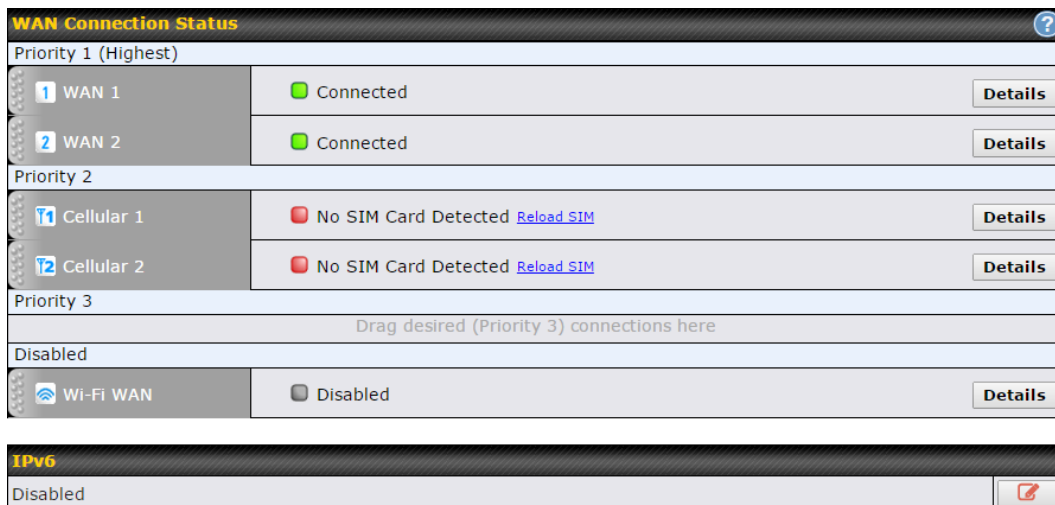 WAN Connection Status
?
Priority 1 (Highest)
1 WAN 1 Connected Details
2 WAN 2 Connected Details
Priority 2
1 Cellular 1 No SIM Card Detected Reload SIM Details
2 Cellular 2 No SIM Card Detected Reload SIM Details
Priority 3
Drag desired (Priority 3) connections here
Disabled
Wi-Fi WAN Disabled Details
IPv6
Disabled